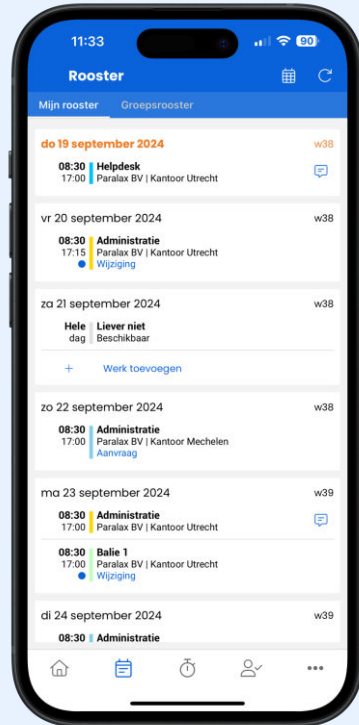 11:33
90
Rooster
Mijn rooster Groepsrooster
do 19 september 2024 w38
08:30 Helpdesk
17:00 Paralax BV | Kantoor Utrecht
vr 20 september 2024 w38
08:30 Administratie
17:15 Paralax BV | Kantoor Utrecht
Wijziging
za 21 september 2024 w38
Hele Liever niet
dag Beschikbaar
+ Werk toevoegen
zo 22 september 2024 w38
08:30 Administratie
17:00 Paralax BV | Kantoor Mechelen
Aanvraag
ma 23 september 2024 w39
08:30 Administratie
17:00 Paralax BV | Kantoor Utrecht
08:30 Balie 1
17:00 Paralax BV | Kantoor Utrecht
Wijziging
di 24 september 2024 w39
08:30 Administratie